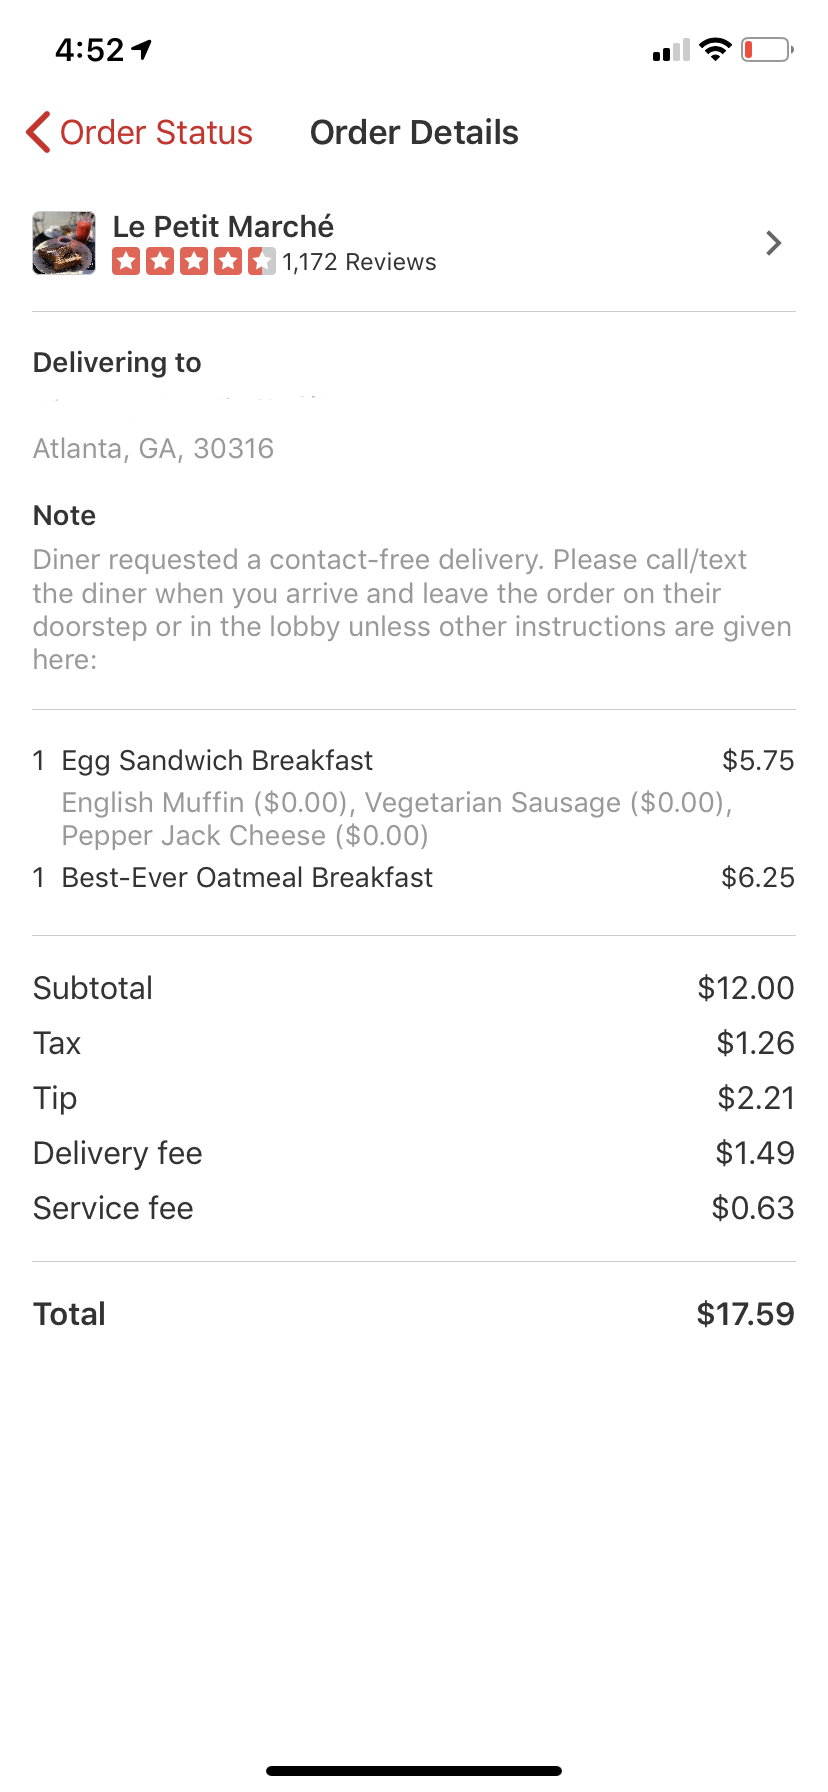 4:52
Order Status
Order Details
Le Petit Marché
1,172 Reviews
Delivering to
Atlanta, GA, 30316
Note
Diner requested a contact-free delivery. Please call/text
the diner when you arrive and leave the order on their
doorstep or in the lobby unless other instructions are given
here:
1 Egg Sandwich Breakfast $5.75
English Muffin ($0.00), Vegetarian Sausage ($0.00),
Pepper Jack Cheese ($0.00)
1 Best-Ever Oatmeal Breakfast $6.25
Subtotal $12.00
Tax $1.26
Tip $2.21
Delivery fee $1.49
Service fee $0.63
Total $17.59